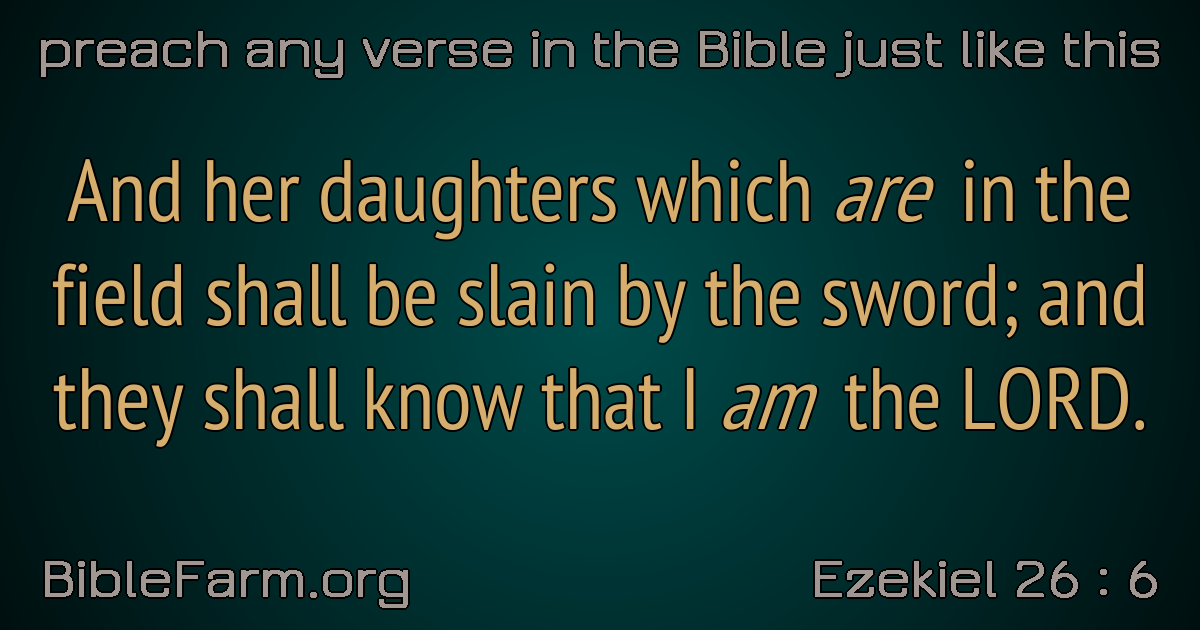 preach any verse in the Bible just like this
And her daughters which are in the
field shall be slain by the sword; and
they shall know that I am the LORD.
BibleFarm.org
Ezekiel 26 : 6